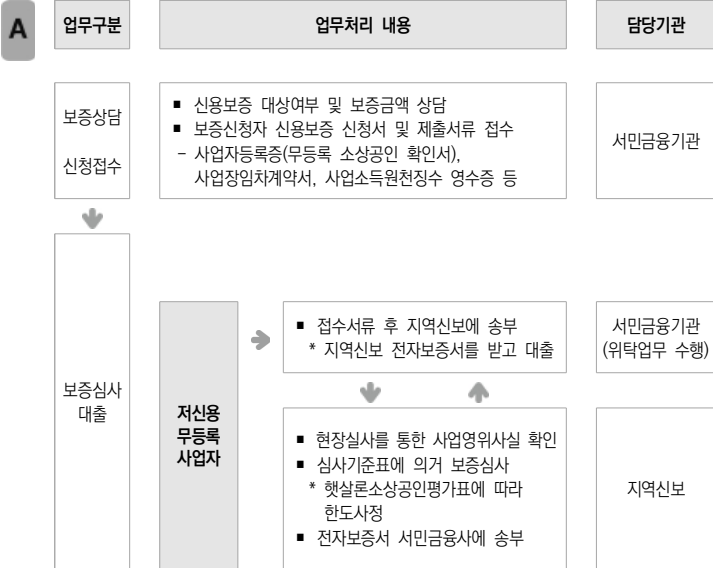 A
업무구분
업무처리 내용
담당기관
보증상담
신청접수
▪ 신용보증 대상여부 및 보증금액 상담
▪ 보증신청자 신용보증 신청서 및 제출서류 접수
– 사업자등록증(무등록 소상공인 확인서),
사업장임차계약서, 사업소득원천징수 영수증 등
서민금융기관
보증심사
대출
저신용
무등록
사업자
▪ 접수서류 후 지역신보에 송부
* 지역신보 전자보증서를 받고 대출
서민금융기관
(위탁업무 수행)
▪ 현장실사를 통한 사업영위사실 확인
▪ 심사기준표에 의거 보증심사
* 햇살론소상공인평가표에 따라
한도사정
▪ 전자보증서 서민금융사에 송부
지역신보